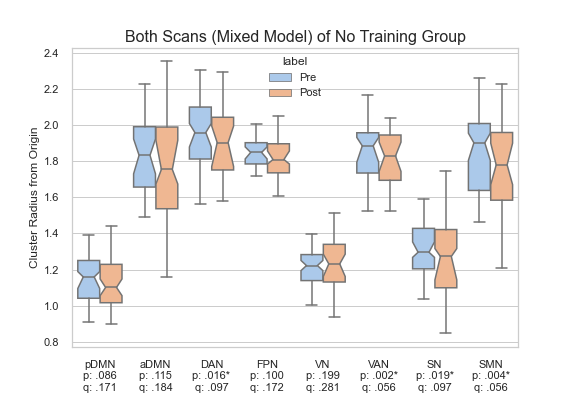 Both Scans (Mixed Model) of No Training Group
label
Pre
Post
Cluster Radius from Origin
2.4
2.2
2.0
1.8
1.6
1.4
1.2
1.0
0.8
pDMN aDMN DAN FPN VN VAN SN SMN
p: .086 p: .115 p: .016* p: .100 p: .199 p: .002* p: .019* p: .004*
q: .171 q: .184 q: .097 q: .172 q: .281 q: .056 q: .097 q: .056